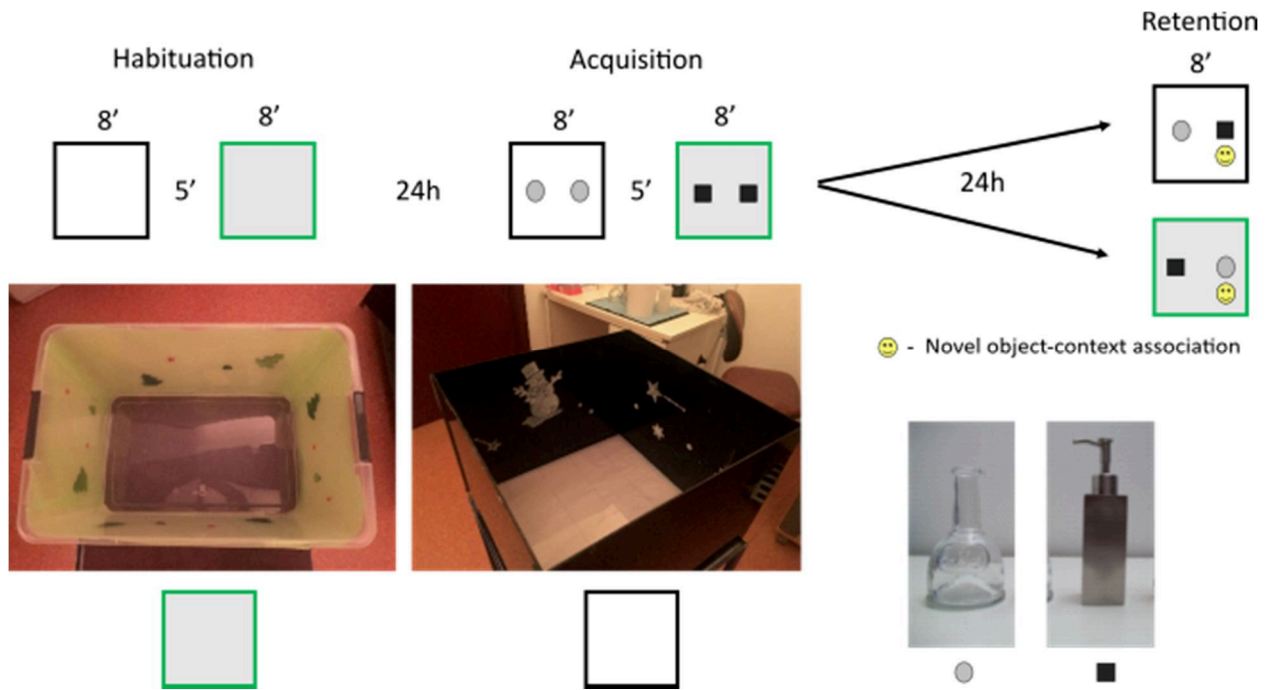 Retention
Habituation
Acquisition
8’
8’
8’
8’
8’
5’
24h
5’
24h
- Novel object-context association